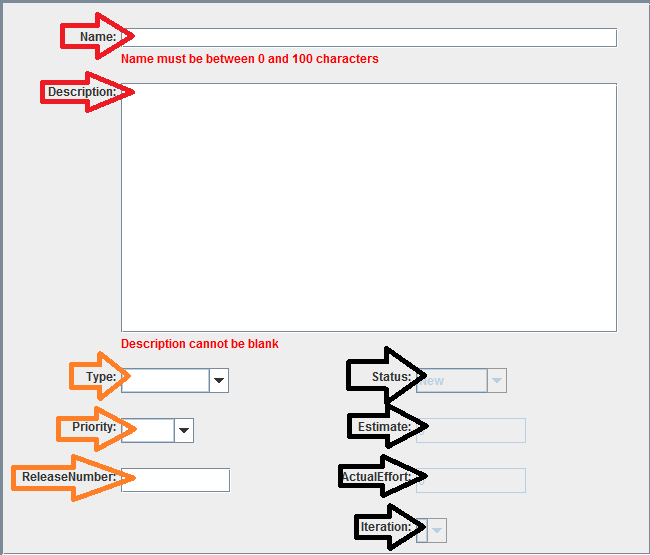 Name:
Name must be between 0 and 100 characters
Description:
Description cannot be blank
Type:
Status:
New
Priority:
Estimate:
ReleaseNumber:
ActualEffort:
Iteration: